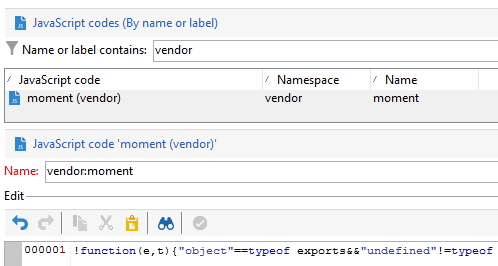 JavaScript codes (By name or label)
Name or label contains: vendor
JavaScript code Namespace Name
moment (vendor) vendor moment
JavaScript code 'moment (vendor)'
Name: vendor:moment
Edit
000001 !function(e,t){"object"==typeof exports&&"undefined"!=typeof